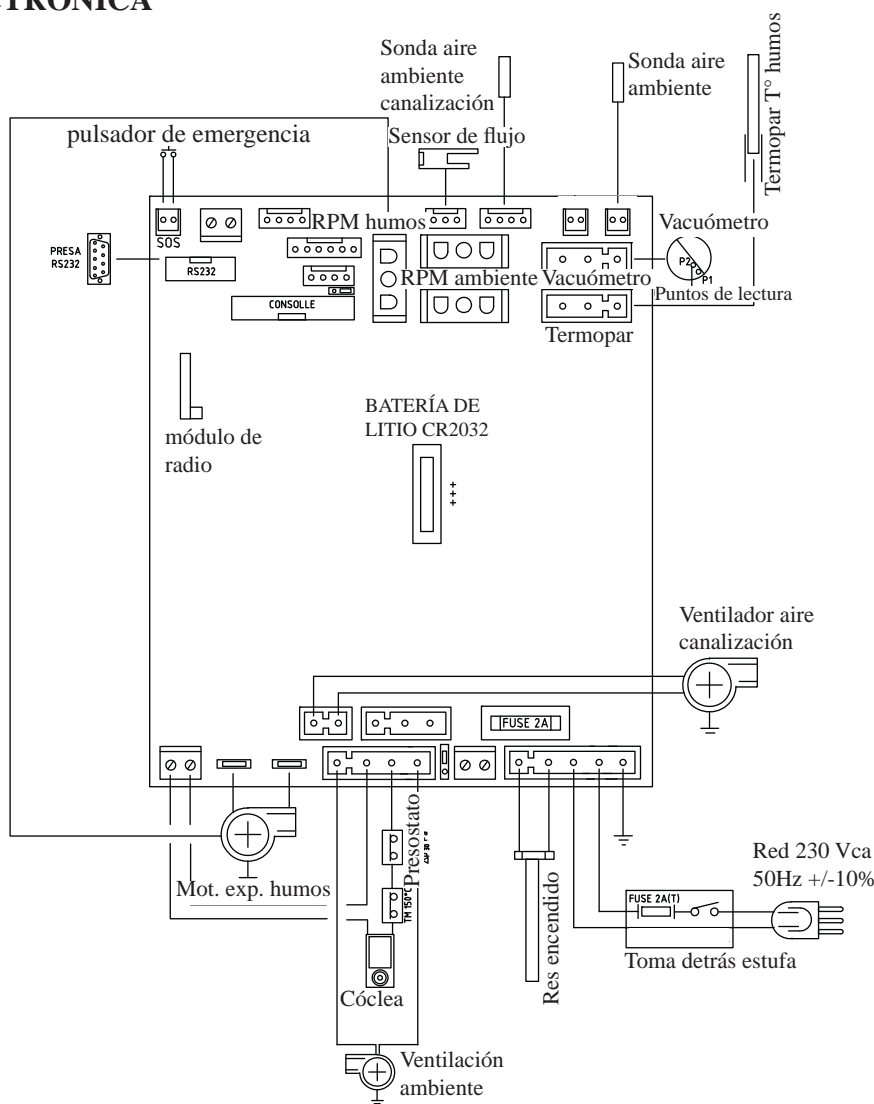 Sonda aire
ambiente
canalización
Sonda aire
ambiente
Termopar T° humos
pulsador de emergencia
Sensor de flujo
SOS
RPM humos
Vacuómetro
PRESA
RS232
RS232
RPM ambiente
Vacuómetro
P2
P1
Puntos de lectura
CONSOLLE
Termopar
módulo de
radio
BATERÍA DE
LITIO CR2032
+++
Ventilador aire
canalización
FUSE 2A
Presostato
Mot. exp. humos
TM 150°C
Cóclea
Res encendido
Red 230 Vca
50Hz +/-10%
FUSE 2A(T)
Toma detrás estufa
Ventilación
ambiente